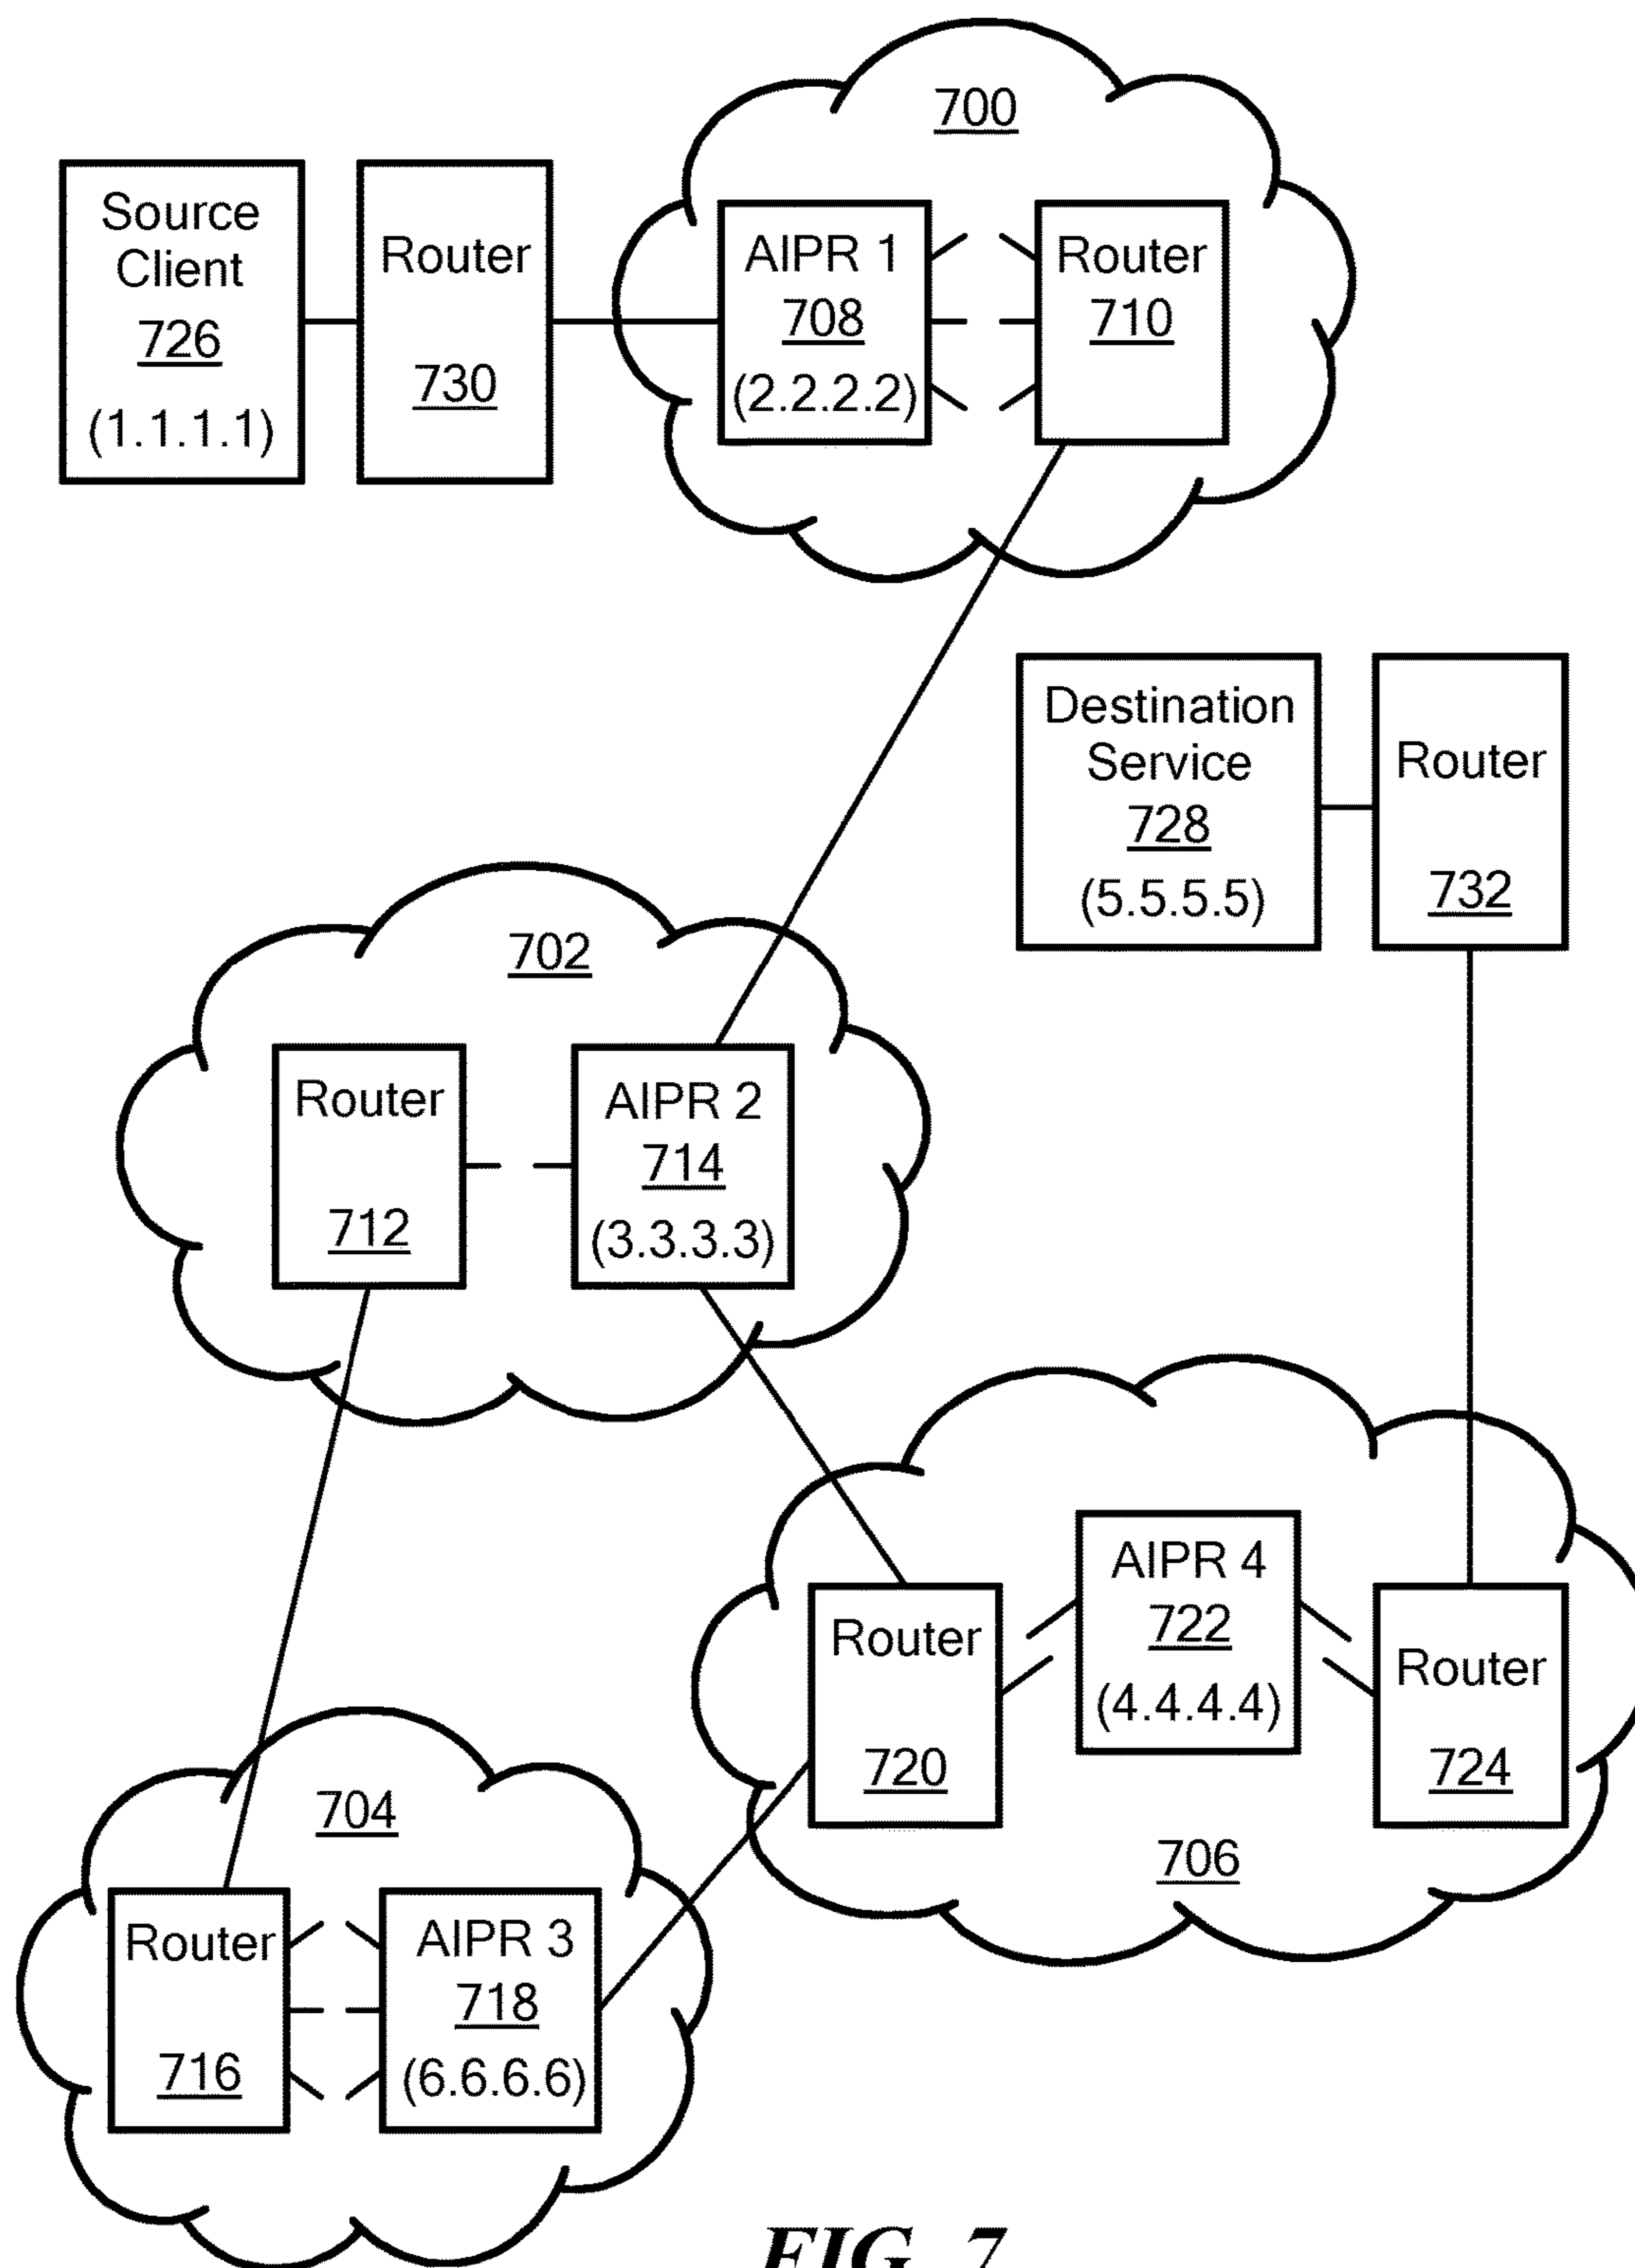 700
Source
Client
726
(1.1.1.1)
Router
730
AIPR 1
708
(2.2.2.2)
Router
710
Destination
Service
728
(5.5.5.5)
Router
732
702
Router
712
AIPR 2
714
(3.3.3.3)
Router
720
AIPR 4
722
(4.4.4.4)
Router
724
706
704
Router
716
AIPR 3
718
(6.6.6.6)
FIG. 7